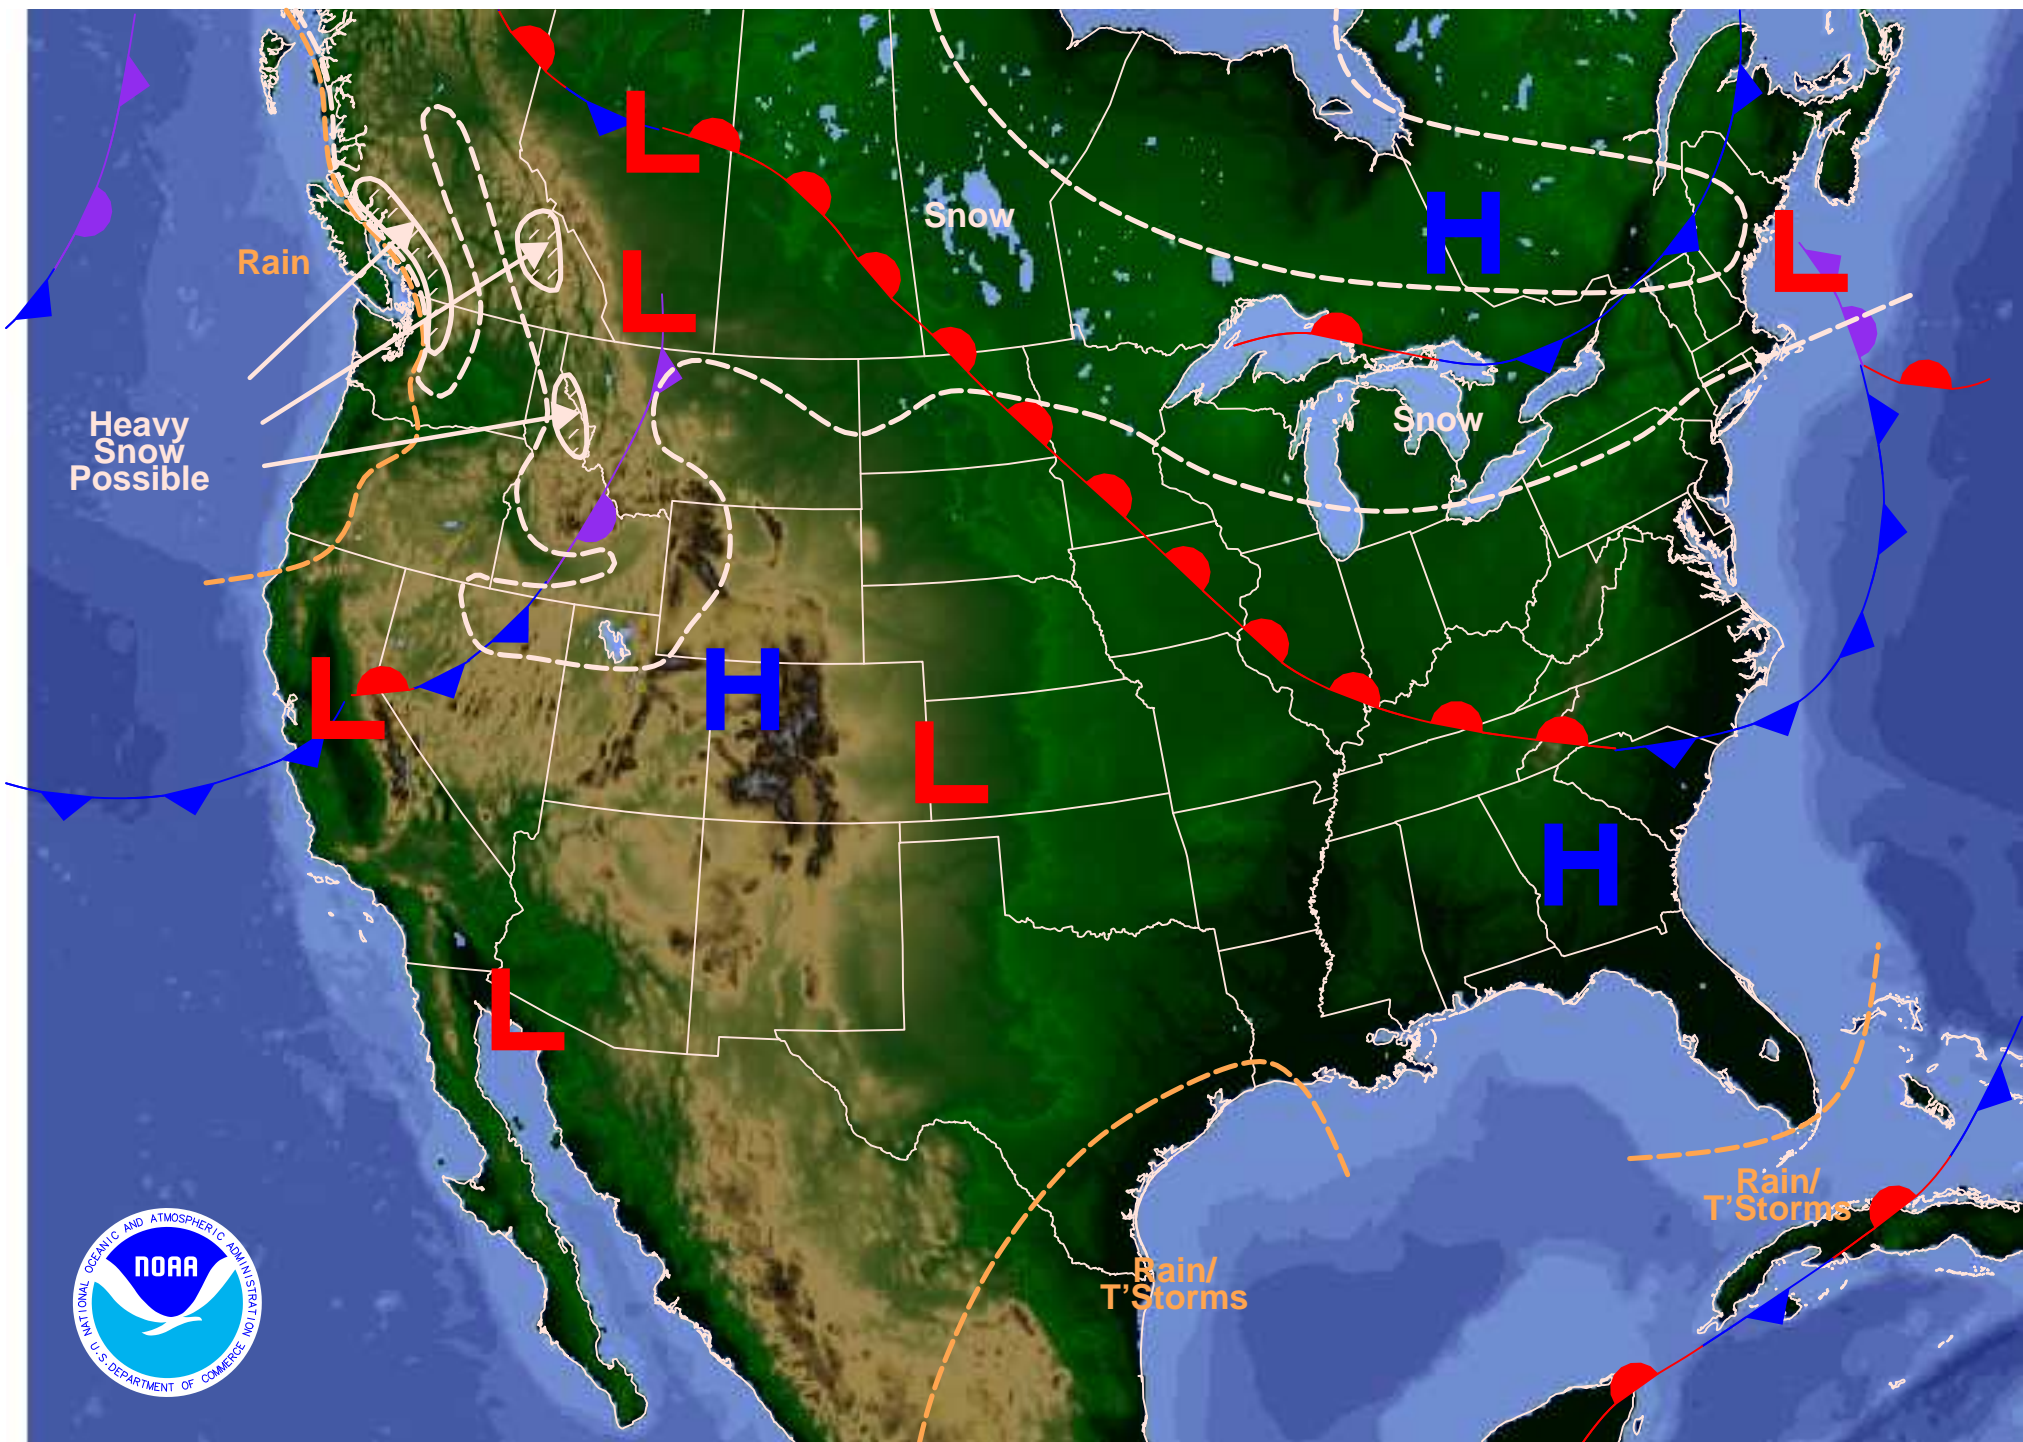 L
L
Snow
H
L
Rain
Heavy
Snow
Possible
Snow
L
H
L
H
L
Rain/
T'Storms
Rain/
T'Storms
NATIONAL OCEANIC AND ATMOSPHERIC ADMINISTRATION
NOAA
U.S. DEPARTMENT OF COMMERCE